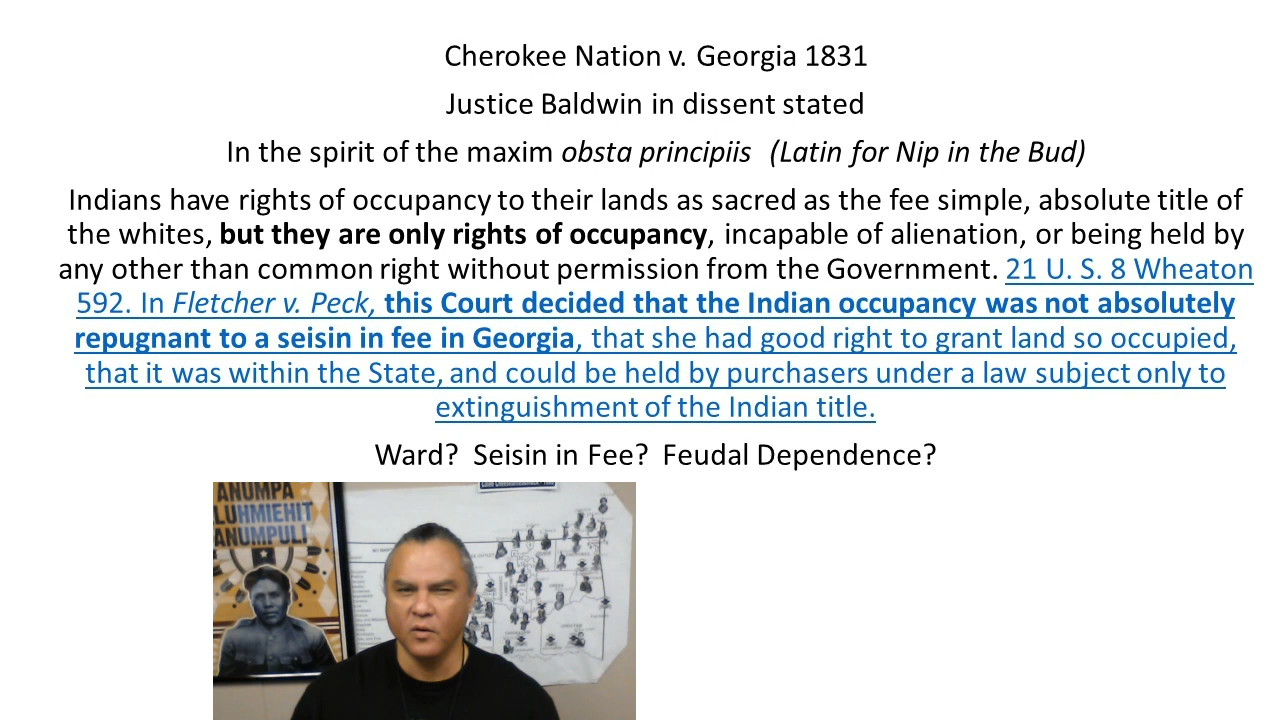 Cherokee Nation v. Georgia 1831
Justice Baldwin in dissent stated
In the spirit of the maxim obsta principiis (Latin for Nip in the Bud)
Indians have rights of occupancy to their lands as sacred as the fee simple, absolute title of
the whites, but they are only rights of occupancy, incapable of alienation, or being held by
any other than common right without permission from the Government. 21 U. S. 8 Wheaton
592. In Fletcher v. Peck, this Court decided that the Indian occupancy was not absolutely
repugnant to a seisin in fee in Georgia, that she had good right to grant land so occupied,
that it was within the State, and could be held by purchasers under a law subject only to
extinguishment of the Indian title.
Ward? Seisin in Fee? Feudal Dependence?
ANUMPA
LUHMIEHIT
ANUMPULI